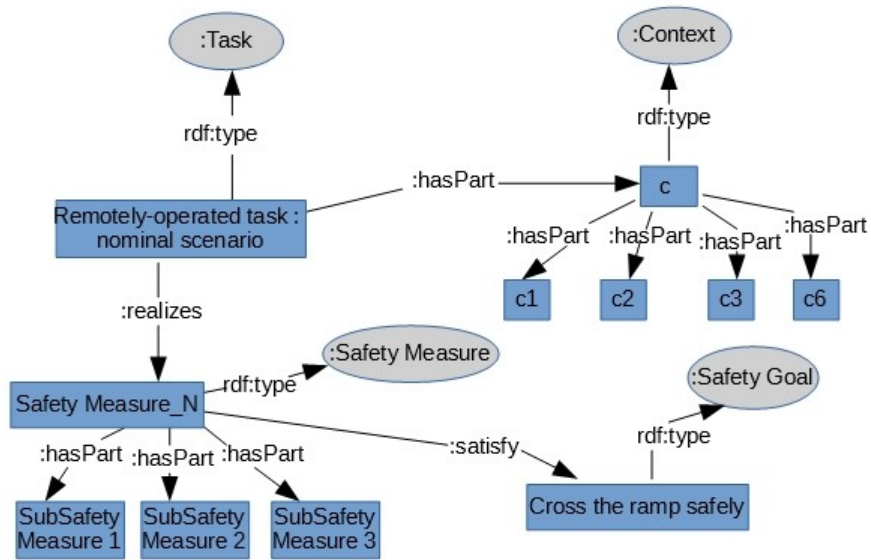 :Task
:Context
rdf:type
rdf:type
:hasPart
c
Remotely-operated task :
nominal scenario
:hasPart
:hasPart
:hasPart
:hasPart
c1
c2
c3
c6
:realizes
:Safety Measure
rdf:type
:Safety Goal
Safety Measure_N
rdf:type
:satisfy
:hasPart
:hasPart
:hasPart
Cross the ramp safely
SubSafety
Measure 1
SubSafety
Measure 2
SubSafety
Measure 3